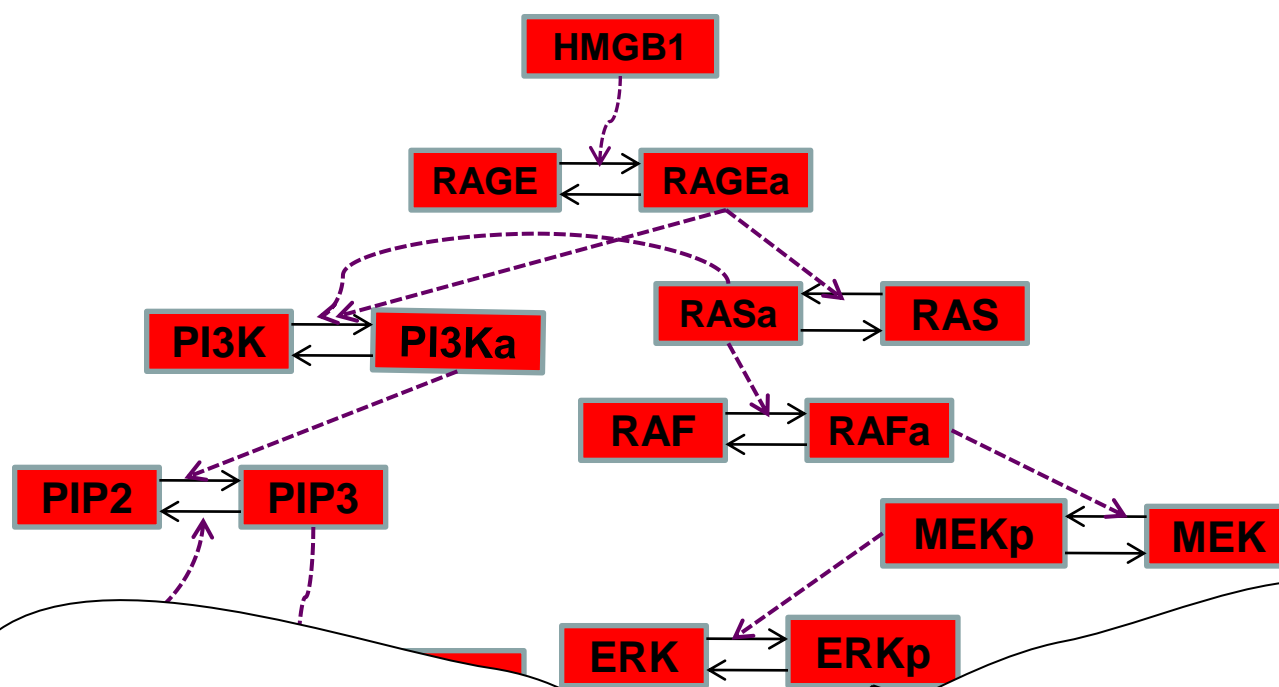 HMGB1
RAGE
RAGEa
RASa
RAS
PI3K
PI3Ka
RAF
RAFa
PIP2
PIP3
MEKp
MEK
ERK
ERKp